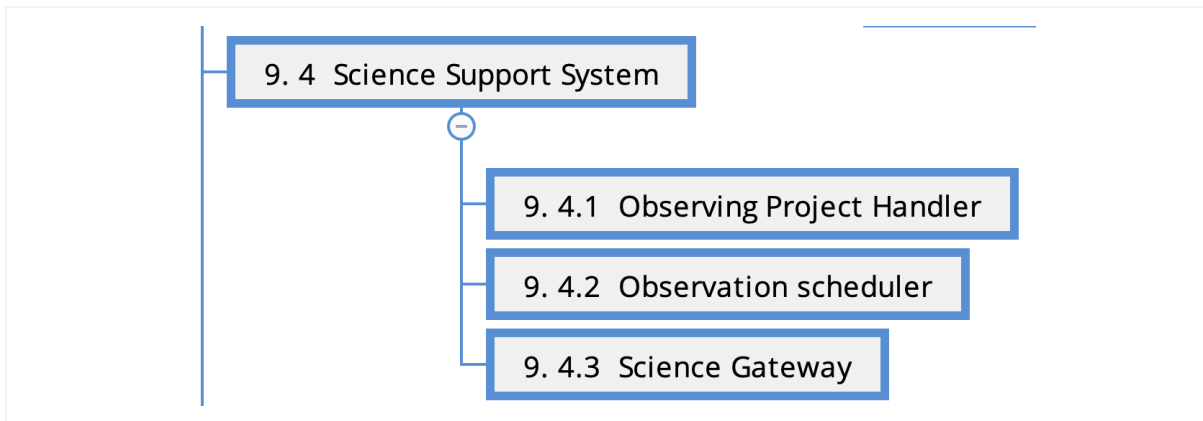 9. 4 Science Support System
9. 4.1 Observing Project Handler
9. 4.2 Observation scheduler
9. 4.3 Science Gateway